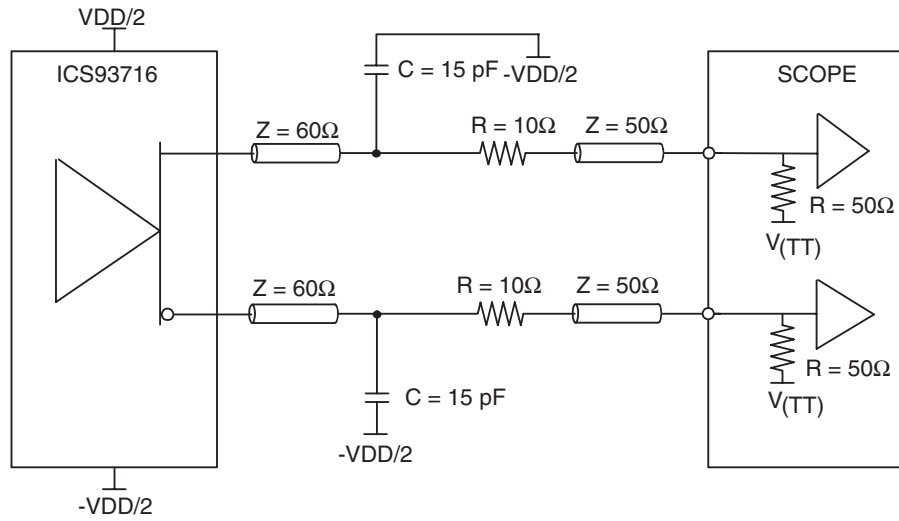 VDD/2
ICS93716
SCOPE
C = 15 pF
-VDD/2
Z = 60Ω
R = 10Ω
Z = 50Ω
R = 50Ω
V(TT)
Z = 60Ω
R = 10Ω
Z = 50Ω
R = 50Ω
V(TT)
C = 15 pF
-VDD/2
-VDD/2